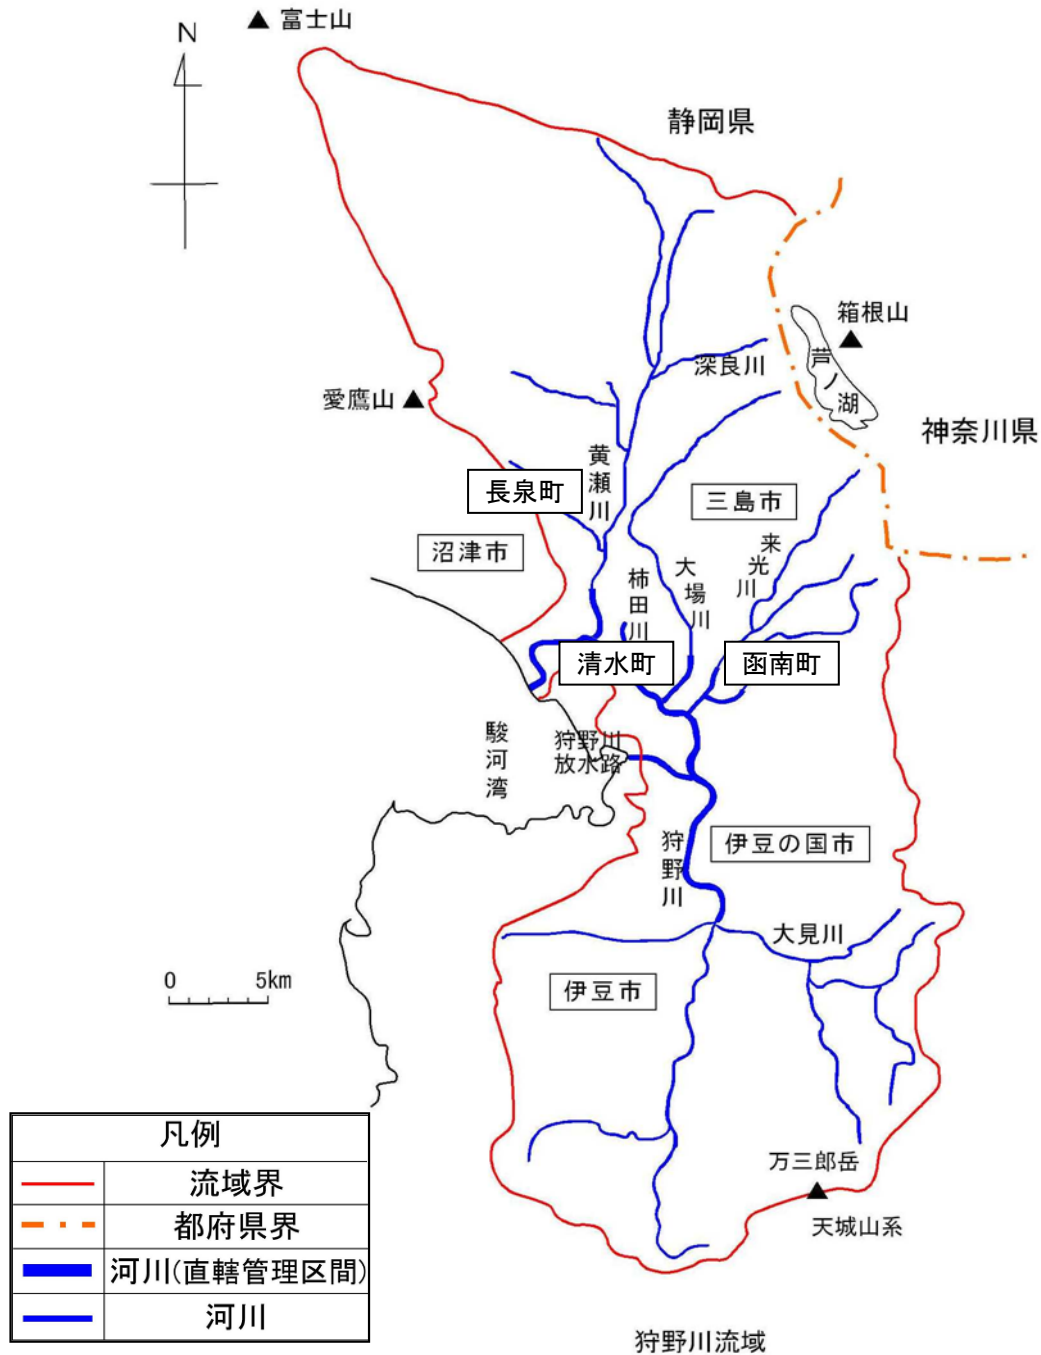 富士山
N
静岡県
箱根山
芦ノ湖
深良川
愛鷹山
神奈川県
黄瀬川
長泉町
三島市
沼津市
来光川
大場川
柿田川
清水町
函南町
駿河湾
狩野川
放水路
狩野川
伊豆の国市
大見川
0 5km
伊豆市
万三郎岳
天城山系
凡例
流域界
都府県界
河川(直轄管理区間)
河川
狩野川流域